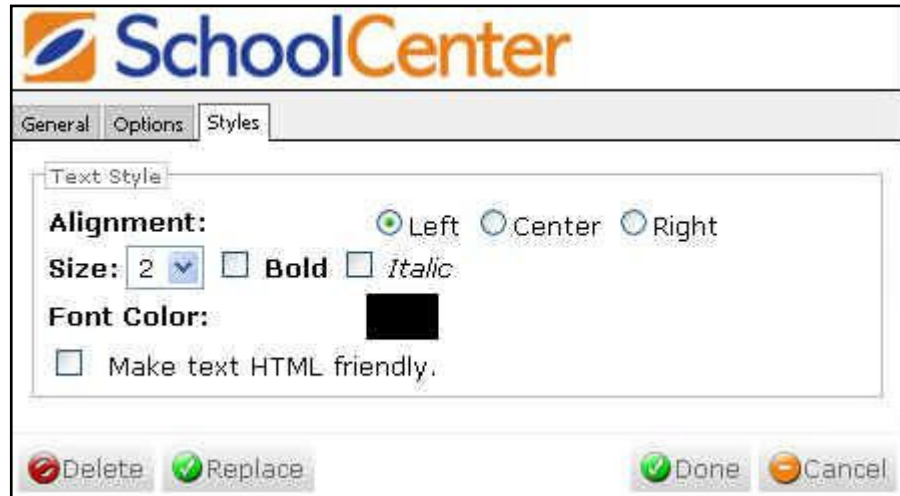 SchoolCenter
General Options Styles
Text Style
Alignment: Left Center Right
Size: 2 Bold Italic
Font Color:
Make text HTML friendly.
Delete Replace Done Cancel